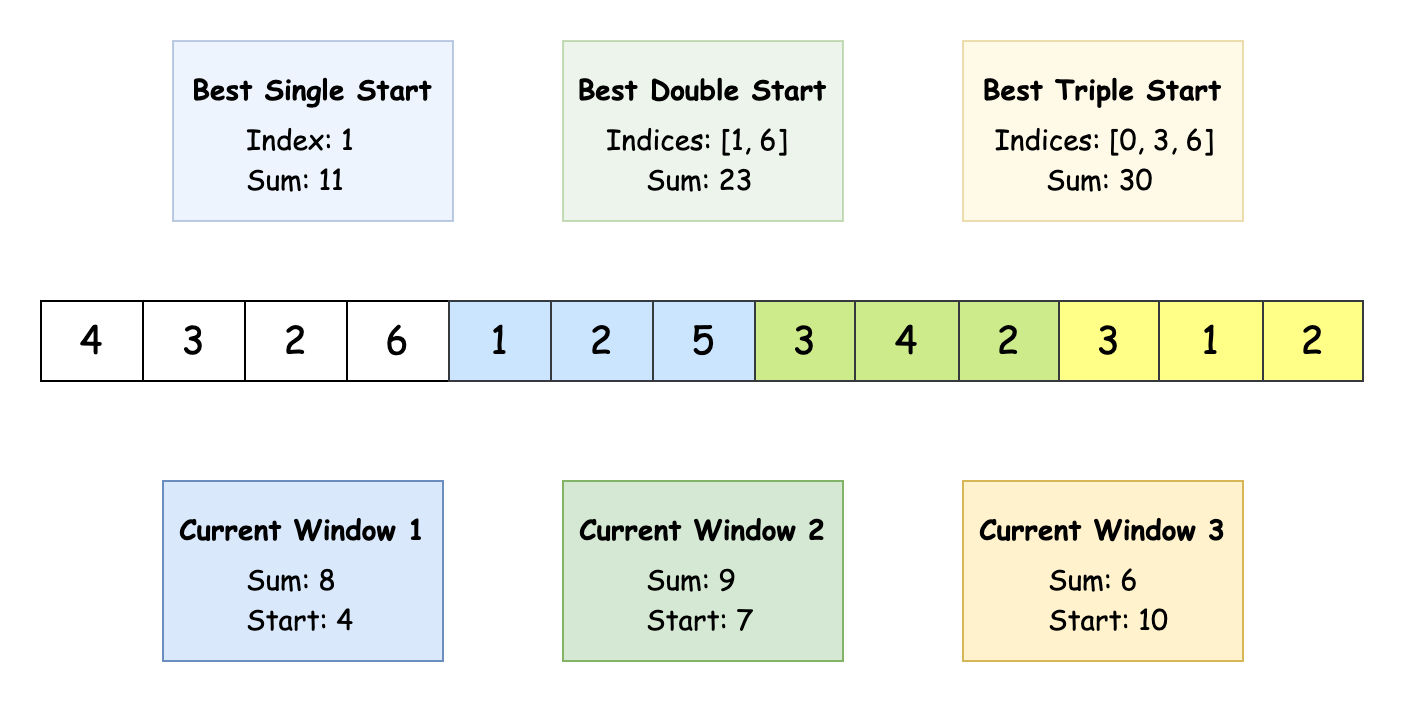 Best Single Start
Index: 1
Sum: 11
Best Double Start
Indices: [1, 6]
Sum: 23
Best Triple Start
Indices: [0, 3, 6]
Sum: 30
4 3 2 6 1 2 5 3 4 2 3 1 2
Current Window 1
Sum: 8
Start: 4
Current Window 2
Sum: 9
Start: 7
Current Window 3
Sum: 6
Start: 10